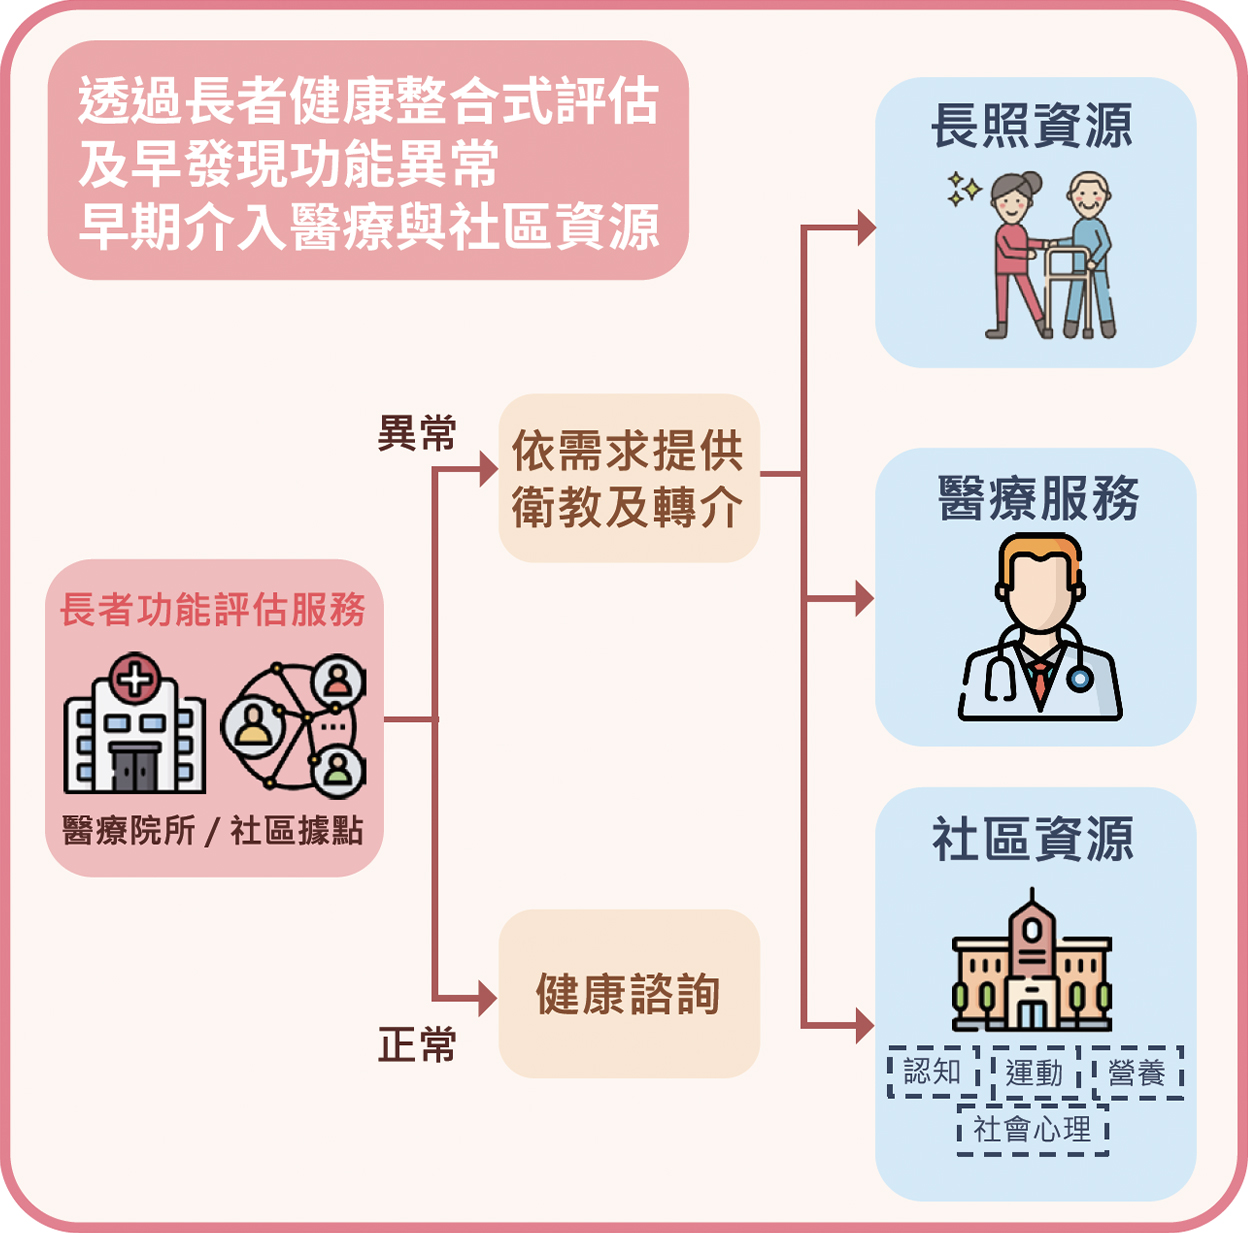 透過長者健康整合式評估
及早發現功能異常
早期介入醫療與社區資源
長者功能評估服務
醫療院所 / 社區據點
異常
依需求提供
衛教及轉介
正常
健康諮詢
長照資源
醫療服務
社區資源
認知
運動
營養
社會心理